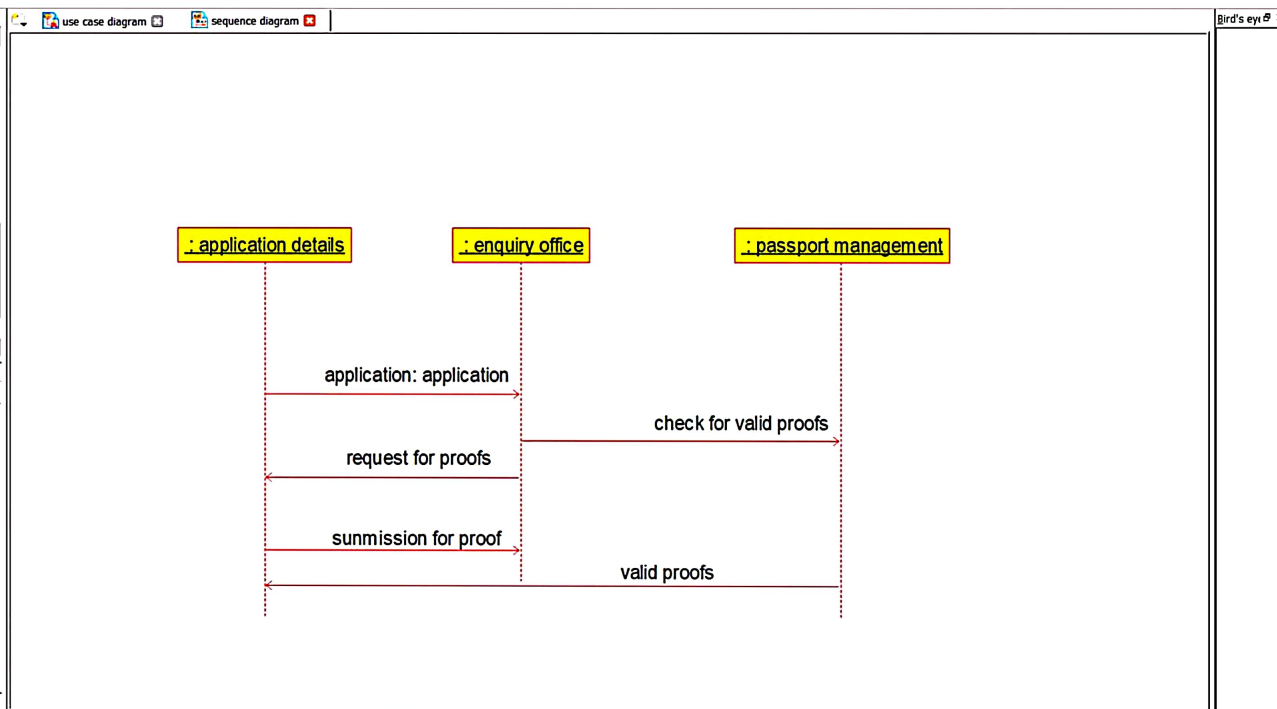 use case diagram
sequence diagram
Bird's eye
: application details
: enquiry office
: passport management
application: application
check for valid proofs
request for proofs
sunmission for proof
valid proofs